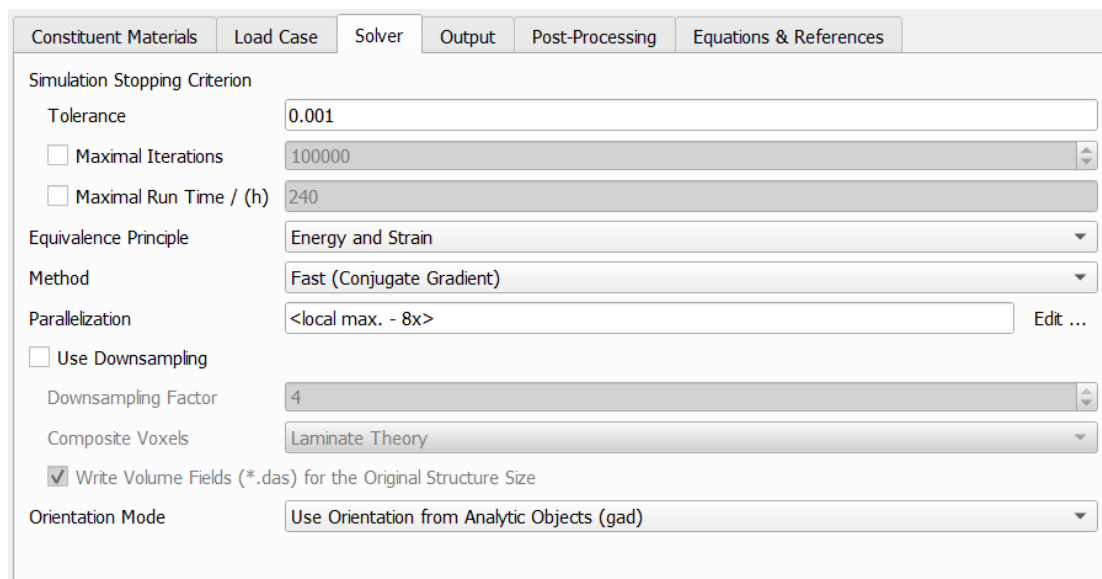 Constituent Materials Load Case Solver Output Post-Processing Equations & References
Simulation Stopping Criterion
Tolerance 0.001
Maximal Iterations 100000
Maximal Run Time / (h) 240
Equivalence Principle Energy and Strain
Method Fast (Conjugate Gradient)
Parallelization <local max. - 8x> Edit ...
Use Downsampling
Downsampling Factor 4
Composite Voxels Laminate Theory
Write Volume Fields (*.das) for the Original Structure Size
Orientation Mode Use Orientation from Analytic Objects (gad)